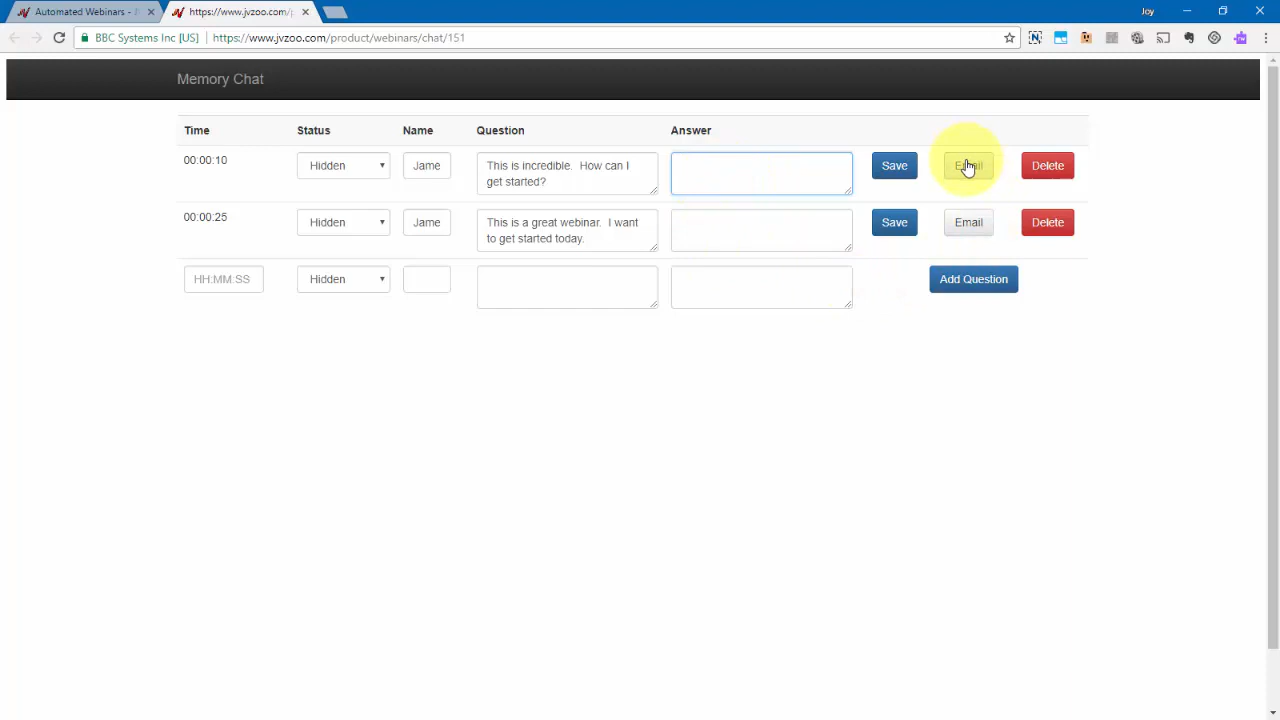 Automated Webinars -
https://www.jvzoo.com/
Joy
BBC Systems Inc [US]
https://www.jvzoo.com/product/webinars/chat/151
Memory Chat
Time Status Name Question Answer
00:00:10 Hidden Jame This is incredible. How can I Save Email Delete
get started?
00:00:25 Hidden Jame This is a great webinar. I want Save Email Delete
to get started today.
HH:MM:SS Hidden Add Question